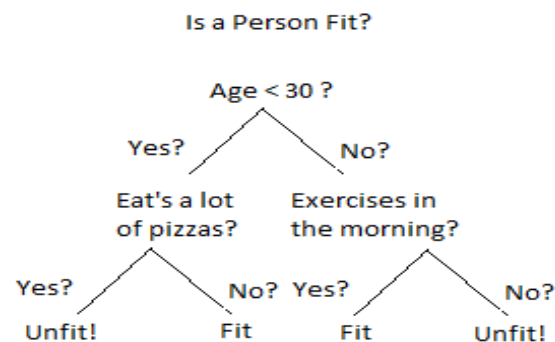 Is a Person Fit?
Age < 30 ?
Yes?
No?
Eat's a lot
of pizzas?
Exercises in
the morning?
Yes?
No?
Yes?
No?
Unfit!
Fit
Fit
Unfit!